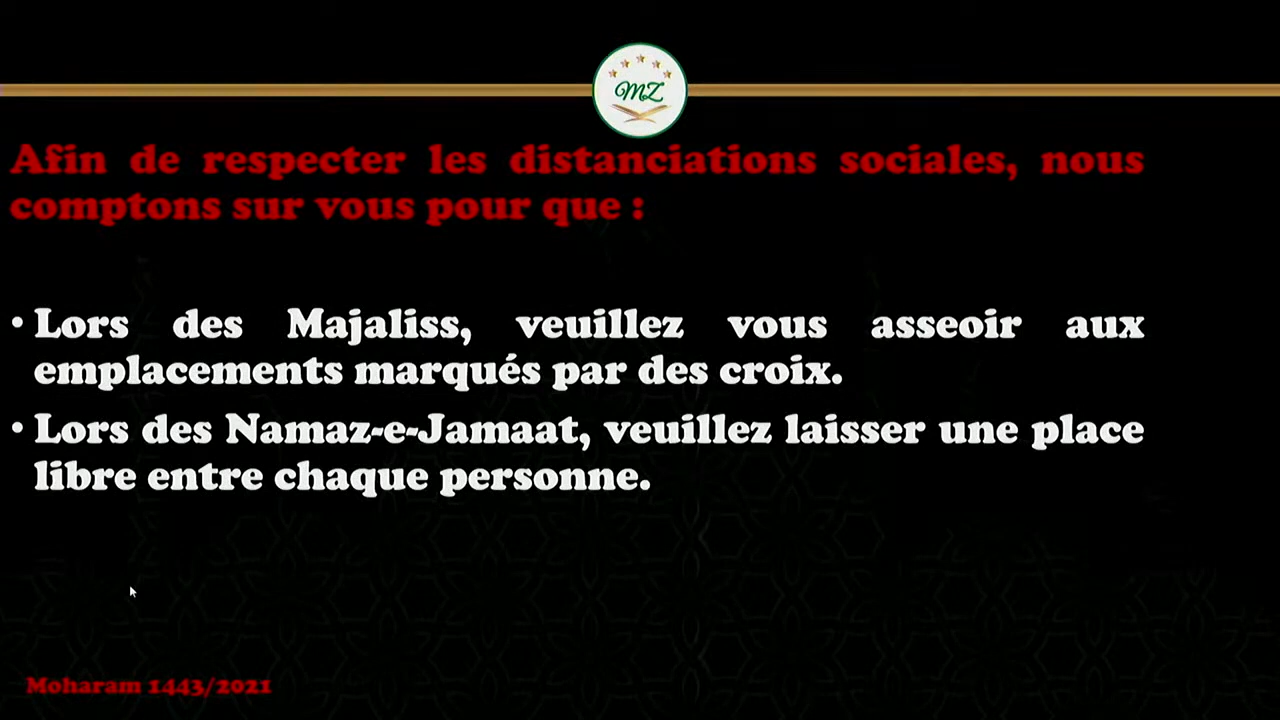 MZ
Afin de respecter les distanciations sociales, nous
comptons sur vous pour que :
• Lors des Majaliss, veuillez vous asseoir aux
emplacements marqués par des croix.
• Lors des Namaz-e-Jamaat, veuillez laisser une place
libre entre chaque personne.
Moharam 1443/2021